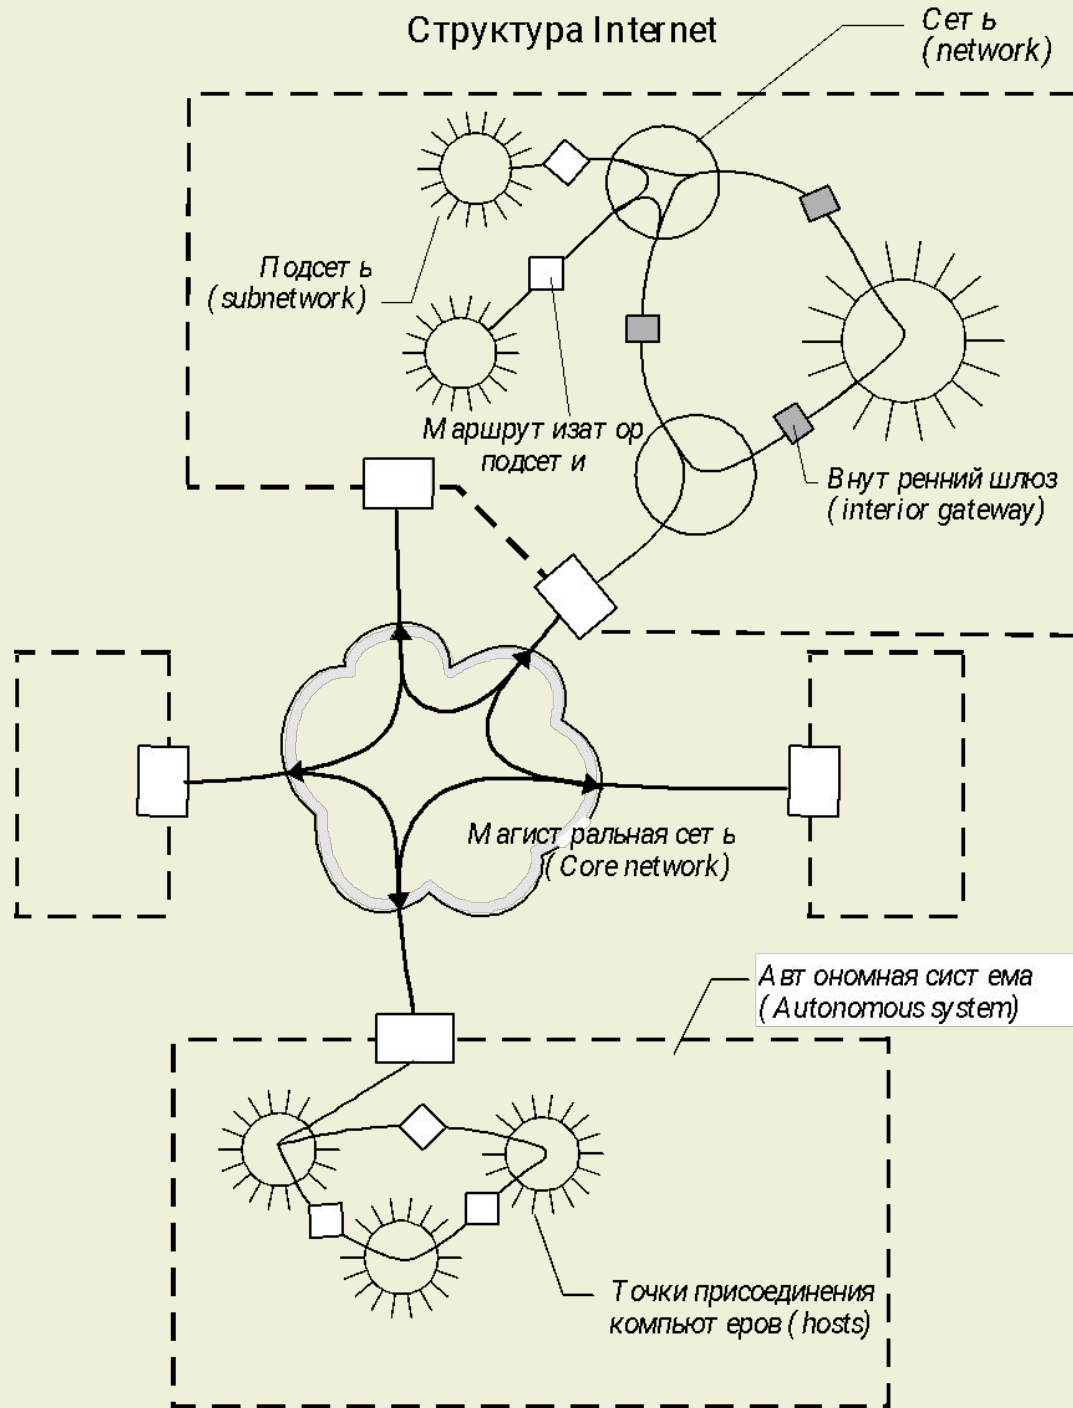 Структура Internet
Сеть
(network)
Подсеть
(subnetwork)
Маршрутизатор
подсети
Внутренний шлюз
(interior gateway)
Магистральная сеть
(Core network)
Автономная система
(Autonomous system)
Точки присоединения
компьютеров (hosts)